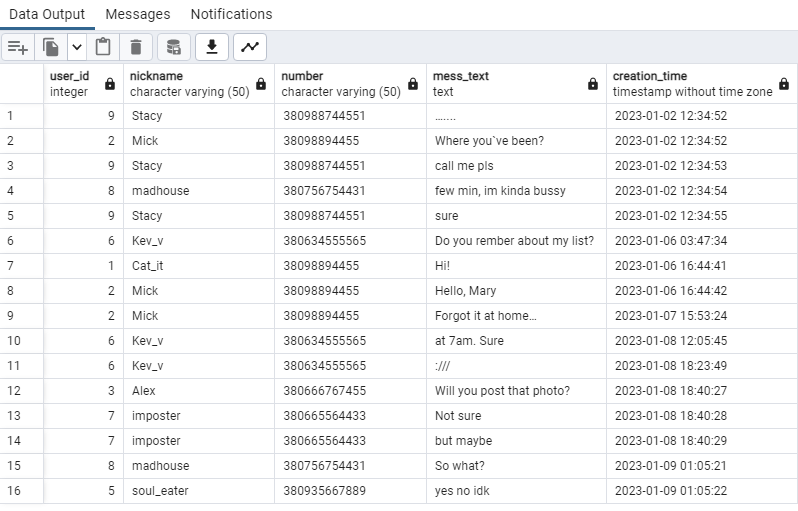 Data Output Messages Notifications
user_id nickname number mess_text creation_time
integer character varying (50) character varying (50) text timestamp without time zone
1 9 Stacy 380988744551 ....... 2023-01-02 12:34:52
2 2 Mick 38098894455 Where you`ve been? 2023-01-02 12:34:52
3 9 Stacy 380988744551 call me pls 2023-01-02 12:34:53
4 8 madhouse 380756754431 few min, im kinda bussy 2023-01-02 12:34:54
5 9 Stacy 380988744551 sure 2023-01-02 12:34:55
6 6 Kev_v 380634555565 Do you rember about my list? 2023-01-06 03:47:34
7 1 Cat_it 38098894455 Hi! 2023-01-06 16:44:41
8 2 Mick 38098894455 Hello, Mary 2023-01-06 16:44:42
9 2 Mick 38098894455 Forgot it at home... 2023-01-07 15:53:24
10 6 Kev_v 380634555565 at 7am. Sure 2023-01-08 12:05:45
11 6 Kev_v 380634555565 :/// 2023-01-08 18:23:49
12 3 Alex 380666767455 Will you post that photo? 2023-01-08 18:40:27
13 7 imposter 380665564433 Not sure 2023-01-08 18:40:28
14 7 imposter 380665564433 but maybe 2023-01-08 18:40:29
15 8 madhouse 380756754431 So what? 2023-01-09 01:05:21
16 5 soul_eater 380935667889 yes no idk 2023-01-09 01:05:22